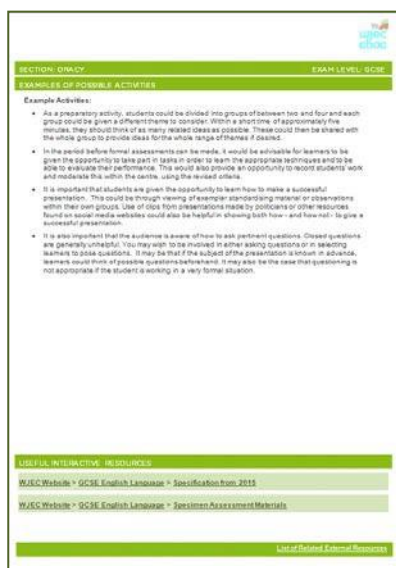 wjec
cbac
SECTION: ORACY
EXAM LEVEL: GCSE
EXAMPLES OF POSSIBLE ACTIVITIES
Example Activities:
• As a preparatory activity, students could be divided into groups of between two and four and each
group could be given a different theme to consider. Within a short time of approximately five
minutes, they should think of as many related ideas as possible. These could then be shared with
the whole group to provide ideas for the whole range of themes if desired.
• In the period before formal assessments can be made, it would be advisable for learners to be
given the opportunity to take part in tasks in order to learn the appropriate techniques and to be
able to evaluate their performance. This would also provide an opportunity to record students' work
and moderate this within the centre, using the revised criteria.
• It is important that students are given the opportunity to learn how to make a successful
presentation. This could be through viewing of exemplar standardising material or observations
within their own groups. Use of clips from presentations made by politicians or other resources
found on social media websites could also be helpful in showing both how - and how not - to give a
successful presentation.
• It is also important that the audience is aware of how to ask pertinent questions. Closed questions
are generally unhelpful. You may wish to be involved in either asking questions or in selecting
learners to pose questions. It may be that if the subject of the presentation is known in advance,
learners could think of possible questions beforehand. It may also be the case that questioning is
not appropriate if the student is working in a very formal situation.
USEFUL INTERACTIVE RESOURCES
WJEC Website > GCSE English Language > Specification from 2015
WJEC Website > GCSE English Language > Specimen Assessment Materials
List of Related External Resources